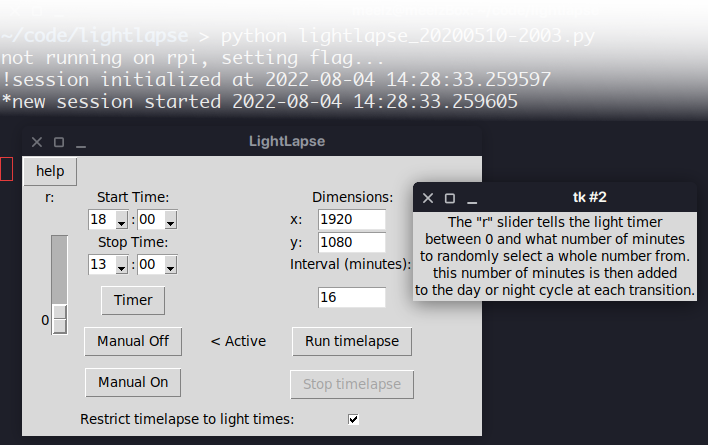 ~/code/lightlapse > python lightlapse_20200510-2003.py
not running on rpi, setting flag...
!session initialized at 2022-08-04 14:28:33.259597
*new session started 2022-08-04 14:28:33.259605
LightLapse
help
r: Start Time: Dimensions:
18 : 00 x: 1920
Stop Time: y: 1080
13 : 00 Interval (minutes):
Timer 16
0
Manual Off < Active Run timelapse
Manual On Stop timelapse
Restrict timelapse to light times:
tk #2
The "r" slider tells the light timer
between 0 and what number of minutes
to randomly select a whole number from.
this number of minutes is then added
to the day or night cycle at each transition.